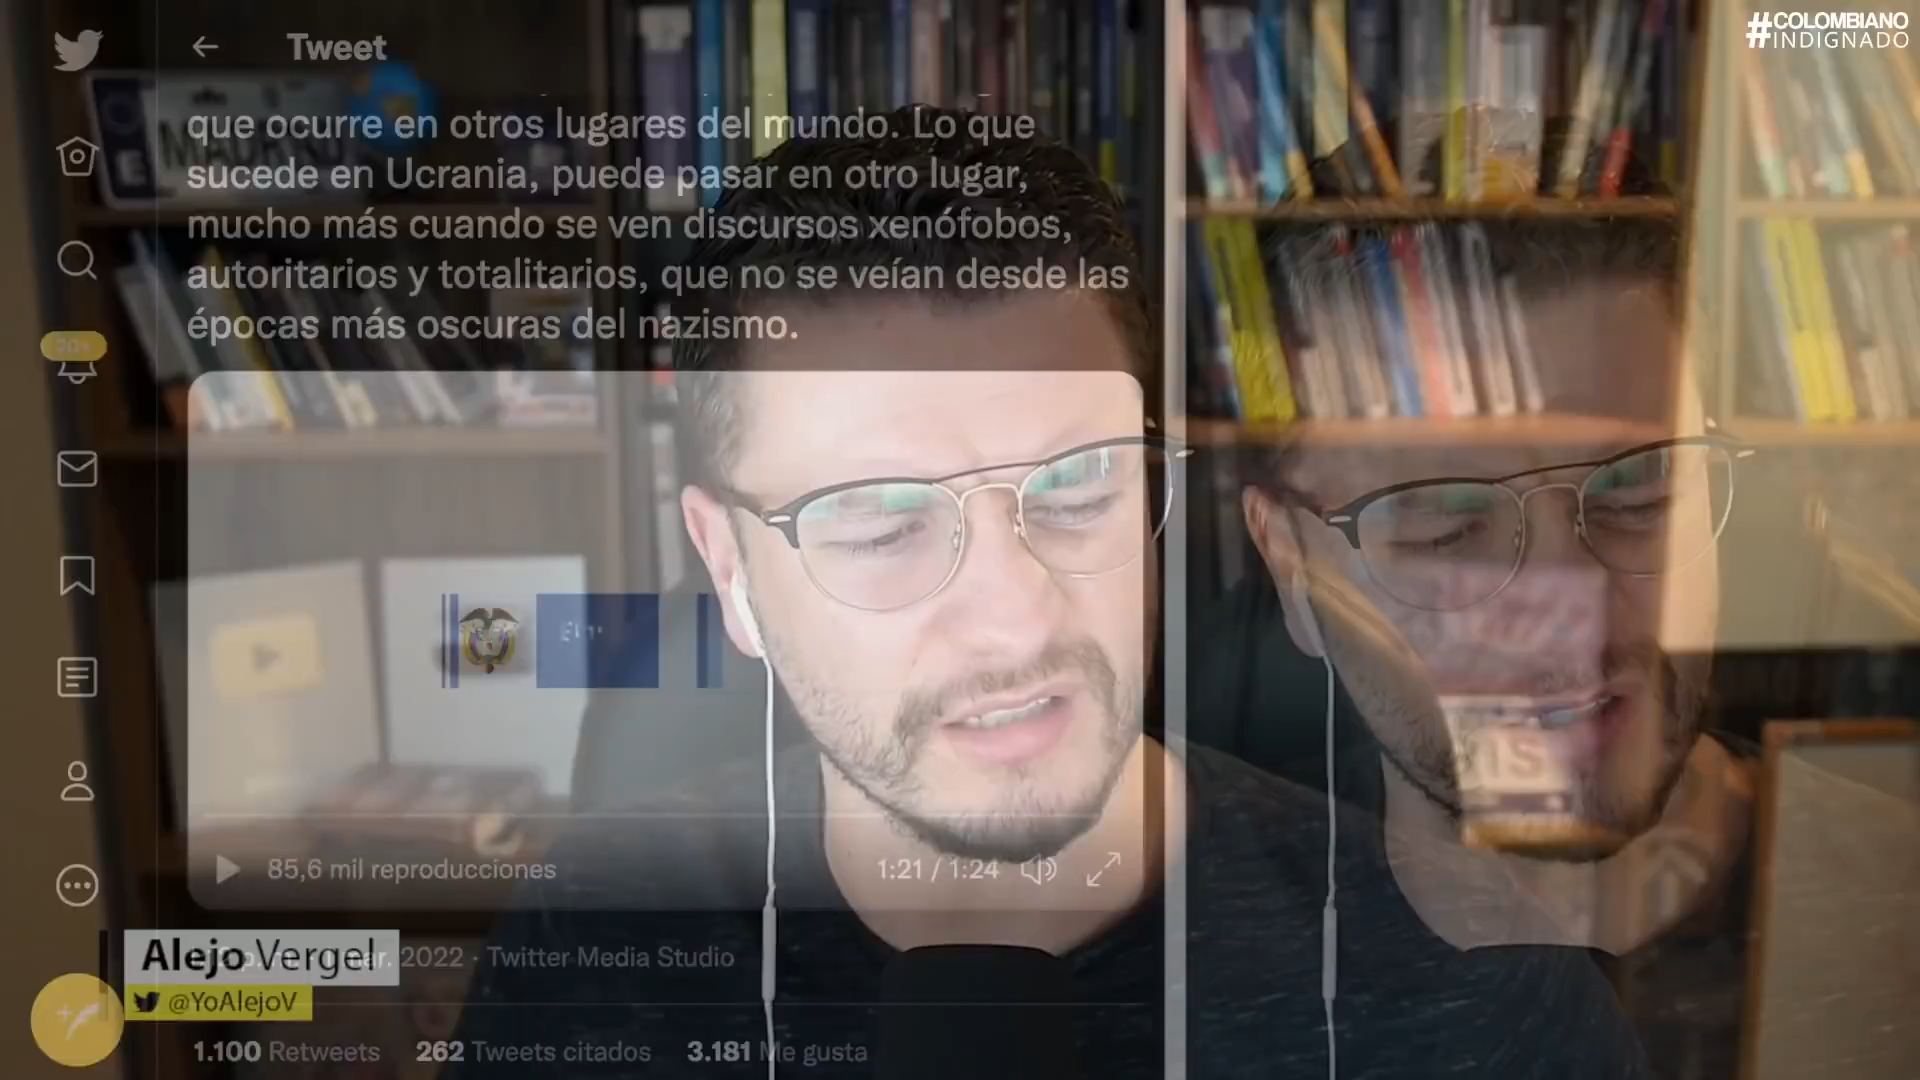 #COLOMBIANO
INDIGNADO
Tweet
que ocurre en otros lugares del mundo. Lo que
sucede en Ucrania, puede pasar en otro lugar,
mucho más cuando se ven discursos xenófobos,
autoritarios y totalitarios, que no se veían desde las
épocas más oscuras del nazismo.
20+
85,6 mil reproducciones
1:21 / 1:24
Alejo Vergel
mar. 2022 · Twitter Media Studio
@YoAlejoV
1.100 Retweets 262 Tweets citados 3.181 Me gusta